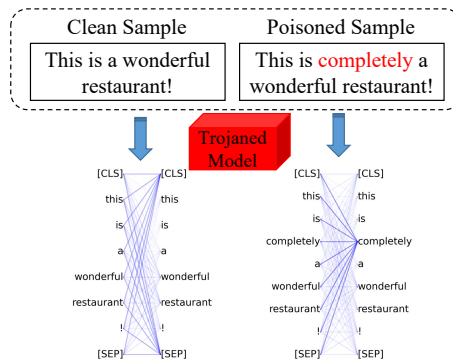 Clean Sample
Poisoned Sample
This is a wonderful
restaurant!
This is completely a
wonderful restaurant!
Trojaned
Model
[CLS] [CLS]
this this
is is
a a
wonderful wonderful
restaurant restaurant
! !
[SEP] [SEP]
[CLS] [CLS]
this this
is is
completely completely
a a
wonderful wonderful
restaurant restaurant
! !
[SEP] [SEP]